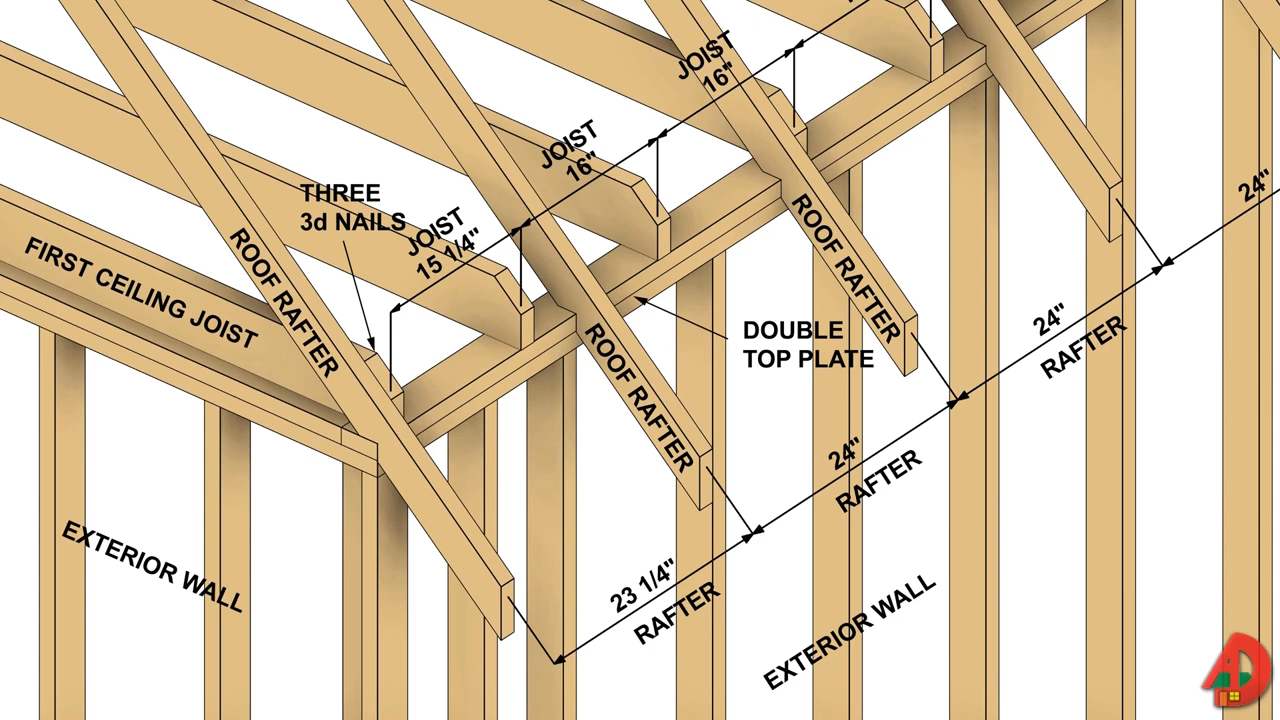 JOIST
16"
JOIST
16"
THREE
3d NAILS
JOIST
15 1/4"
FIRST CEILING JOIST
ROOF RAFTER
ROOF RAFTER
ROOF RAFTER
24"
24"
RAFTER
DOUBLE
TOP PLATE
24"
RAFTER
23 1/4"
RAFTER
EXTERIOR WALL
EXTERIOR WALL